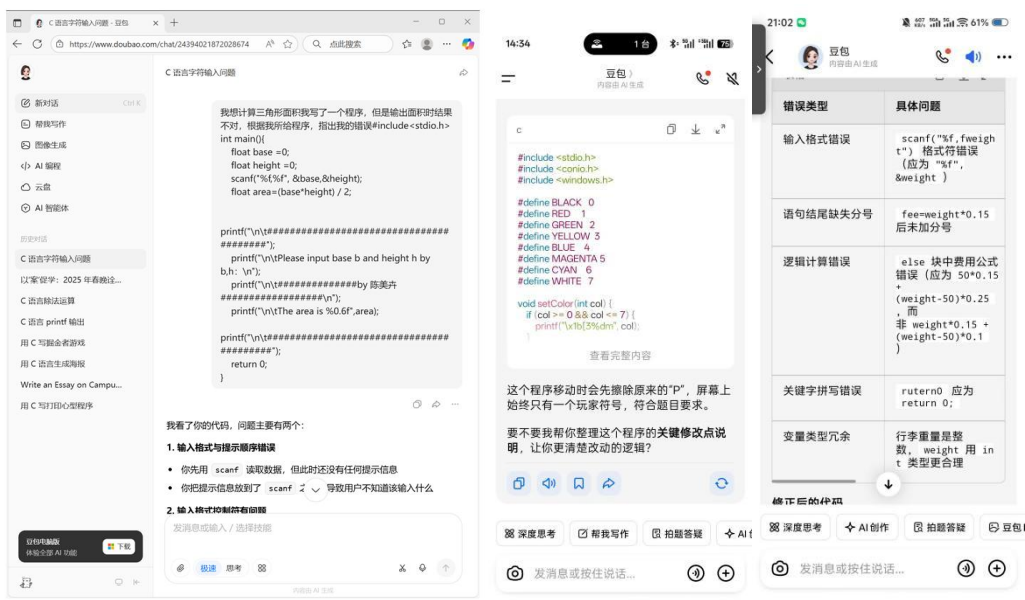 C 语言字符输入问题 - 豆包
https://www.doubao.com/chat/24394021872028674
点此搜索
新对话
Ctrl K
帮我写作
图像生成
AI 编程
云盘
AI 智能体
历史对话
C 语言字符输入问题
以"案"促学：2025 年春晚诠...
C 语言除法运算
C 语言 printf 输出
用 C 写掘金者游戏
用 C 语言生成海报
Write an Essay on Campu...
用 C 写打印心型程序
豆包电脑版
体验全部 AI 功能
下载
C 语言字符输入问题
我想计算三角形面积我写了一个程序，但是输出面积时结果
不对，根据我所给程序，指出我的错误#include<stdio.h>
int main(){
float base =0;
float height =0;
scanf("%f,%f", &base,&height);
float area=(base*height) / 2;
printf("\n\t################################
########");
printf("\n\tPlease input base b and height h by
b,h：\n");
printf("\n\t##############by 陈美卉
##################\n");
printf("\n\tThe area is %0.6f",area);
printf("\n\t################################
#########");
return 0;
}
我看了你的代码，问题主要有两个：
1. 输入格式与提示顺序错误
你先用 scanf 读取数据，但此时还没有任何提示信息
你把提示信息放到了 scanf 导致用户不知道该输入什么
2. 输入格式控制符有问题
发消息或输入 / 选择技能
极速
思考
内容由 AI 生成
14:34
1 台
75
豆包
内容由 AI 生成
c
#include <stdio.h>
#include <conio.h>
#include <windows.h>
#define BLACK 0
#define RED 1
#define GREEN 2
#define YELLOW 3
#define BLUE 4
#define MAGENTA 5
#define CYAN 6
#define WHITE 7
void setColor(int col) {
if (col >= 0 && col <= 7) {
printf("\x1b[3%dm", col);
查看完整内容
这个程序移动时会先擦除原来的"P"，屏幕上
始终只有一个玩家符号，符合题目要求。
要不要我帮你整理这个程序的关键修改点说
明，让你更清楚改动的逻辑？
深度思考
帮我写作
拍题答疑
发消息或按住说话...
21:02
61%
豆包
内容由 AI 生成
错误类型
具体问题
输入格式错误
scanf("%f,fweigh
t") 格式符错误
（应为 "%f",
&weight ）
语句结尾缺失分号
fee=weight*0.15
后未加分号
逻辑计算错误
else 块中费用公式
错误（应为 50*0.15
+
(weight-50)*0.25
，而
非 weight*0.15 +
(weight-50)*0.1
）
关键字拼写错误
rutern0 应为
return 0;
变量类型冗余
行李重量是整
数， weight 用 in
t 类型更合理
修正后的代码
深度思考
AI 创作
拍题答疑
豆包
发消息或按住说话...